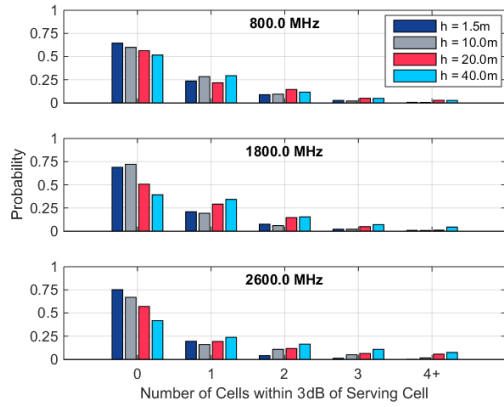 800.0 MHz
h = 1.5m
h = 10.0m
h = 20.0m
h = 40.0m
1
0.75
0.5
0.25
0
1800.0 MHz
Probability
1
0.75
0.5
0.25
0
2600.0 MHz
1
0.75
0.5
0.25
0
0 1 2 3 4+
Number of Cells within 3dB of Serving Cell